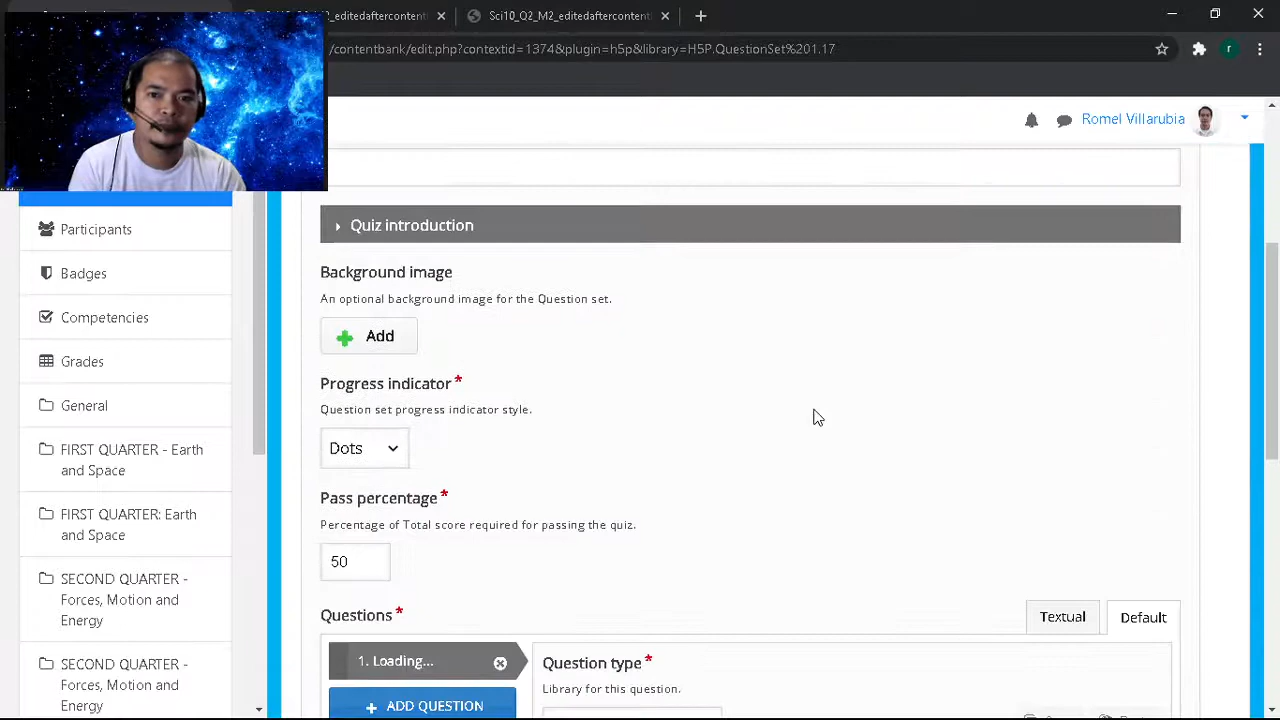 _editedaftercontent
Sci10_Q2_M2_editedaftercontent
/contentbank/edit.php?contextid=1374&plugin=h5p&library=H5P.QuestionSet%201.17
r
Romel Villarubia
Quiz introduction
Background image
An optional background image for the Question set.
Add
Progress indicator *
Question set progress indicator style.
Dots
Pass percentage *
Percentage of Total score required for passing the quiz.
50
Questions *
Textual
Default
1. Loading...
ADD QUESTION
Question type *
Library for this question.
Participants
Badges
Competencies
Grades
General
FIRST QUARTER - Earth
and Space
FIRST QUARTER: Earth
and Space
SECOND QUARTER -
Forces, Motion and
Energy
SECOND QUARTER -
Forces, Motion and
Energy